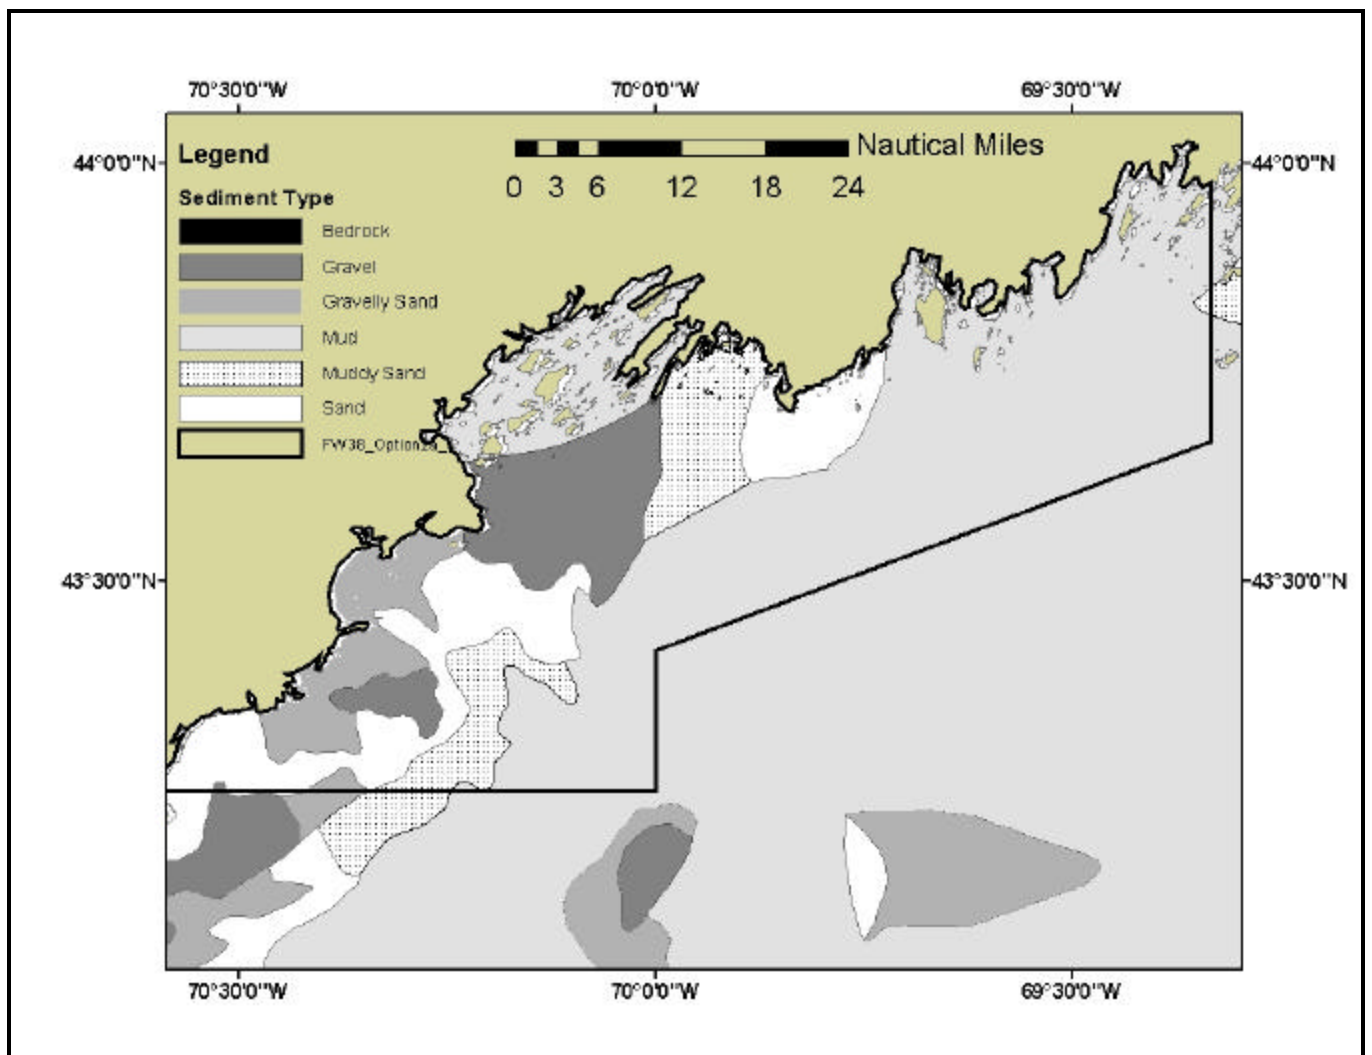 70°30'0"W 70°0'0"W 69°30'0"W
Legend
Nautical Miles
44°0'0"N 44°0'0"N
0 3 6 12 18 24
Sediment Type
Bedrock
Gravel
Gravelly Sand
Mud
Muddy Sand
Sand
43°30'0"N 43°30'0"N
70°30'0"W 70°0'0"W 69°30'0"W